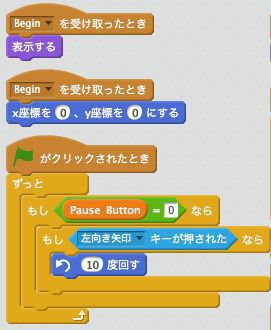 Begin を受け取ったとき
表示する
Begin を受け取ったとき
x座標を 0 、y座標を 0 にする
がクリックされたとき
ずっと
もし Pause Button = 0 なら
もし 左向き矢印 キーが押された なら
10 度回す